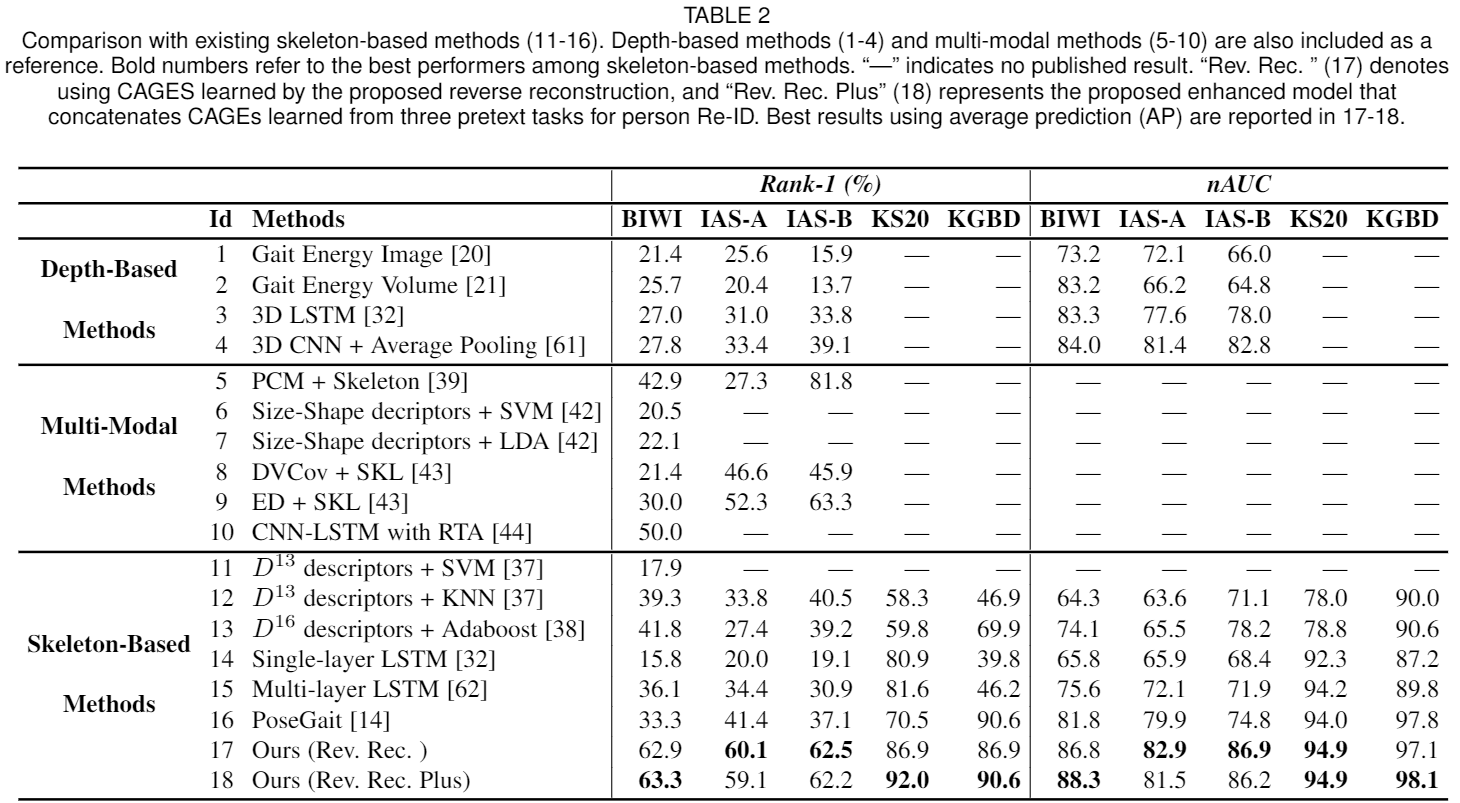 TABLE 2
Comparison with existing skeleton-based methods (11-16). Depth-based methods (1-4) and multi-modal methods (5-10) are also included as a
reference. Bold numbers refer to the best performers among skeleton-based methods. “—” indicates no published result. “Rev. Rec. ” (17) denotes
using CAGES learned by the proposed reverse reconstruction, and “Rev. Rec. Plus” (18) represents the proposed enhanced model that
concatenates CAGEs learned from three pretext tasks for person Re-ID. Best results using average prediction (AP) are reported in 17-18.
Rank-1 (%) nAUC
Id Methods BIWI IAS-A IAS-B KS20 KGBD BIWI IAS-A IAS-B KS20 KGBD
Depth-Based Methods
1 Gait Energy Image [20] 21.4 25.6 15.9 — — 73.2 72.1 66.0 — —
2 Gait Energy Volume [21] 25.7 20.4 13.7 — — 83.2 66.2 64.8 — —
3 3D LSTM [32] 27.0 31.0 33.8 — — 83.3 77.6 78.0 — —
4 3D CNN + Average Pooling [61] 27.8 33.4 39.1 — — 84.0 81.4 82.8 — —
Multi-Modal Methods
5 PCM + Skeleton [39] 42.9 27.3 81.8 — — — — — — —
6 Size-Shape decriptors + SVM [42] 20.5 — — — — — — — — —
7 Size-Shape decriptors + LDA [42] 22.1 — — — — — — — — —
8 DVCov + SKL [43] 21.4 46.6 45.9 — — — — — — —
9 ED + SKL [43] 30.0 52.3 63.3 — — — — — — —
10 CNN-LSTM with RTA [44] 50.0 — — — — — — — — —
Skeleton-Based Methods
11 D¹³ descriptors + SVM [37] 17.9 — — — — — — — — —
12 D¹³ descriptors + KNN [37] 39.3 33.8 40.5 58.3 46.9 64.3 63.6 71.1 78.0 90.0
13 D¹⁶ descriptors + Adaboost [38] 41.8 27.4 39.2 59.8 69.9 74.1 65.5 78.2 78.8 90.6
14 Single-layer LSTM [32] 15.8 20.0 19.1 80.9 39.8 65.8 65.9 68.4 92.3 87.2
15 Multi-layer LSTM [62] 36.1 34.4 30.9 81.6 46.2 75.6 72.1 71.9 94.2 89.8
16 PoseGait [14] 33.3 41.4 37.1 70.5 90.6 81.8 79.9 74.8 94.0 97.8
17 Ours (Rev. Rec. ) 62.9 60.1 62.5 86.9 86.9 86.8 82.9 86.9 94.9 97.1
18 Ours (Rev. Rec. Plus) 63.3 59.1 62.2 92.0 90.6 88.3 81.5 86.2 94.9 98.1